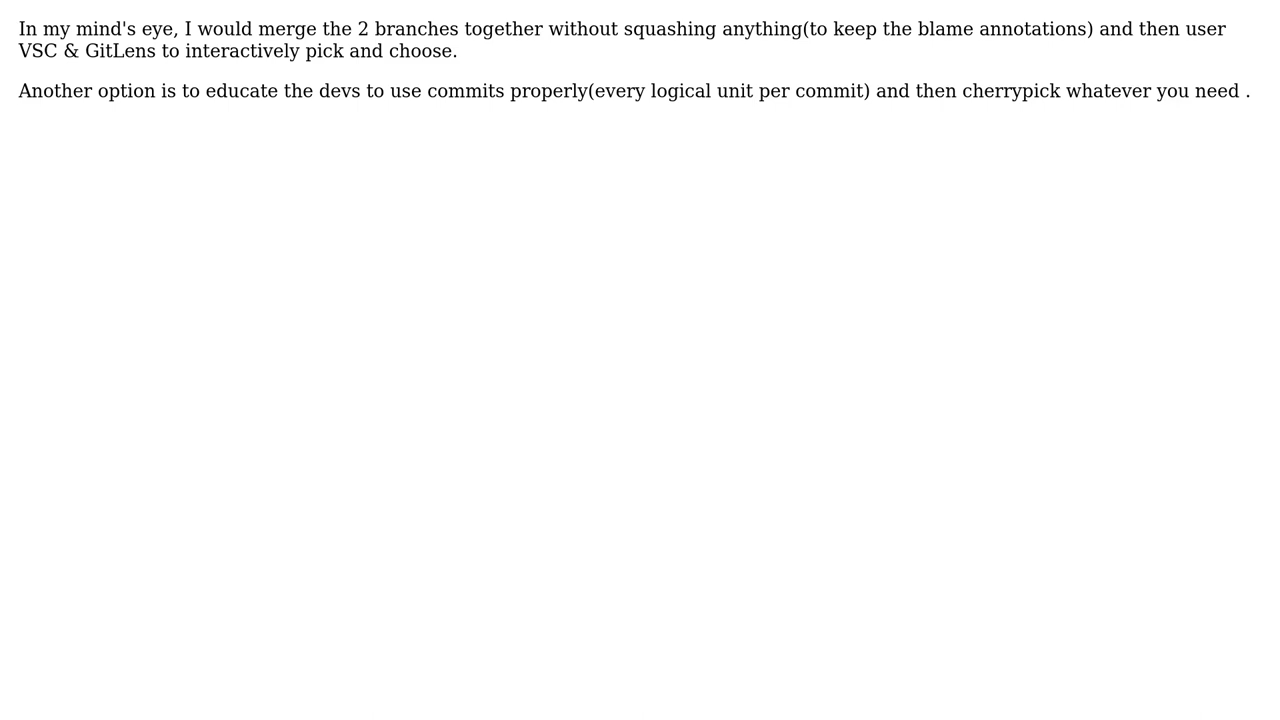 In my mind's eye, I would merge the 2 branches together without squashing anything(to keep the blame annotations) and then user
VSC & GitLens to interactively pick and choose.
Another option is to educate the devs to use commits properly(every logical unit per commit) and then cherrypick whatever you need .